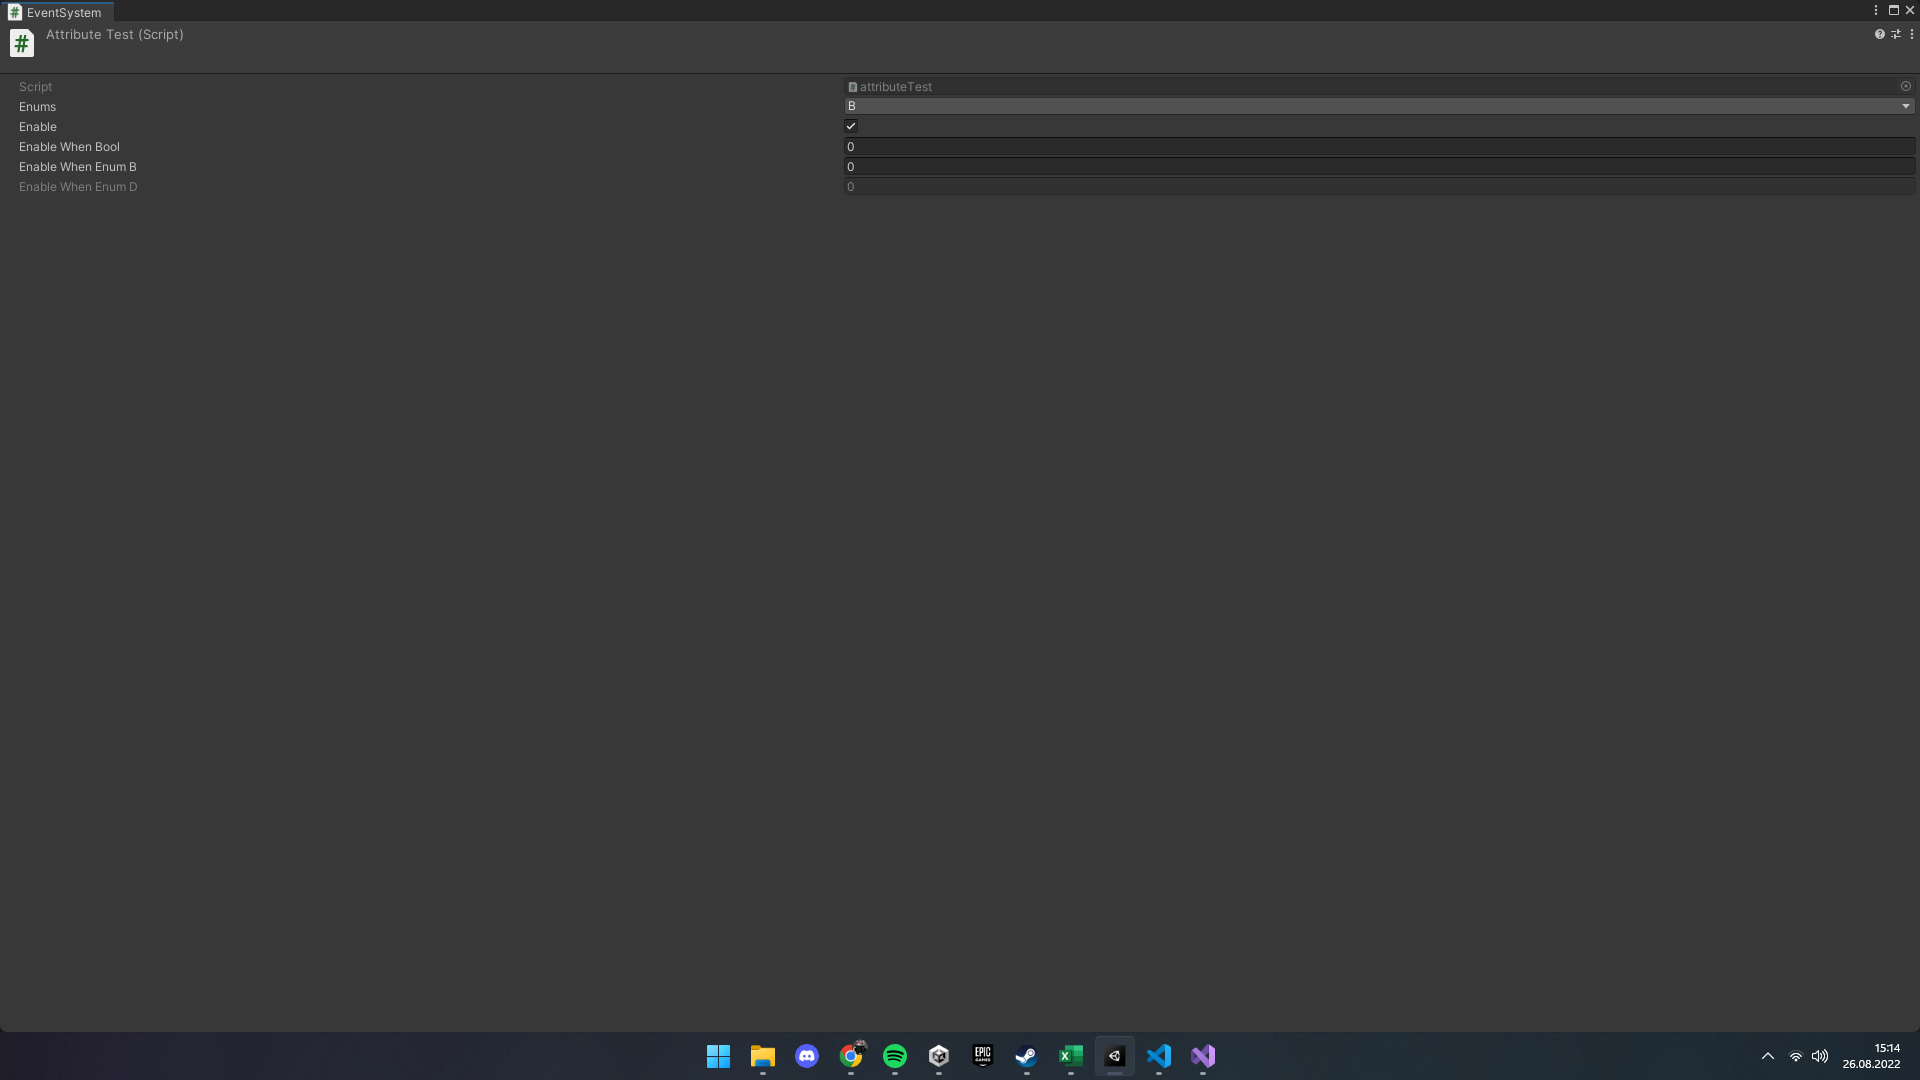 EventSystem
Attribute Test (Script)
Script attributeTest
Enums B
Enable
Enable When Bool 0
Enable When Enum B 0
Enable When Enum D 0
EPIC
GAMES
15:14
26.08.2022